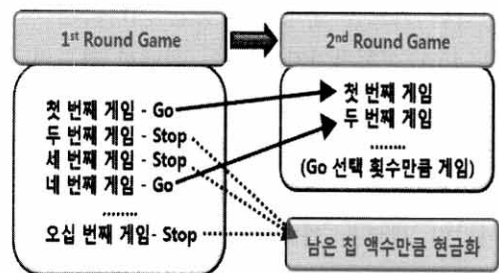 1st Round Game
첫 번째 게임 - Go
두 번째 게임 - Stop
세 번째 게임 - Stop
네 번째 게임 - Go
........
오십 번째 게임- Stop
2nd Round Game
첫 번째 게임
두 번째 게임
........
(Go 선택 횟수만큼 게임)
남은 칩 액수만큼 현금화